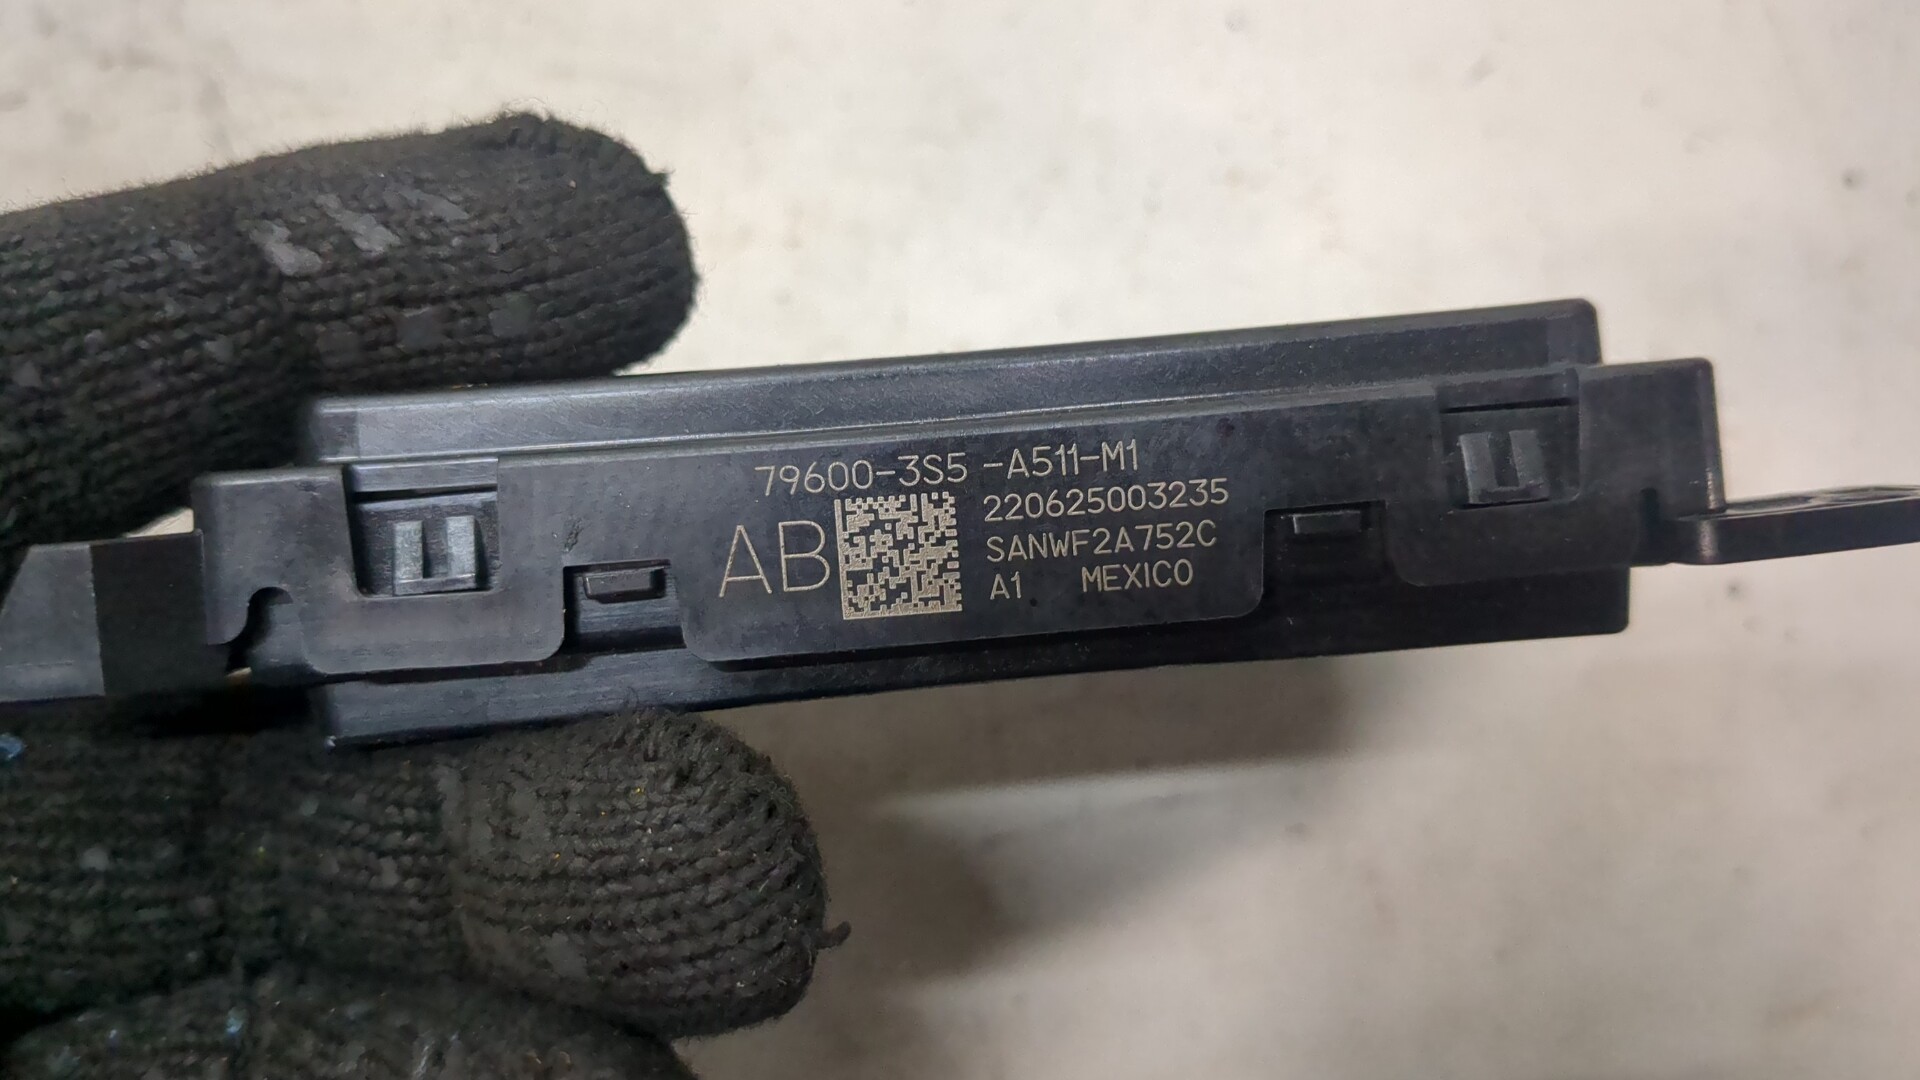 79600-3S5 -A511-M1
AB
220625003235
SANWF2A752C
A1 MEXICO